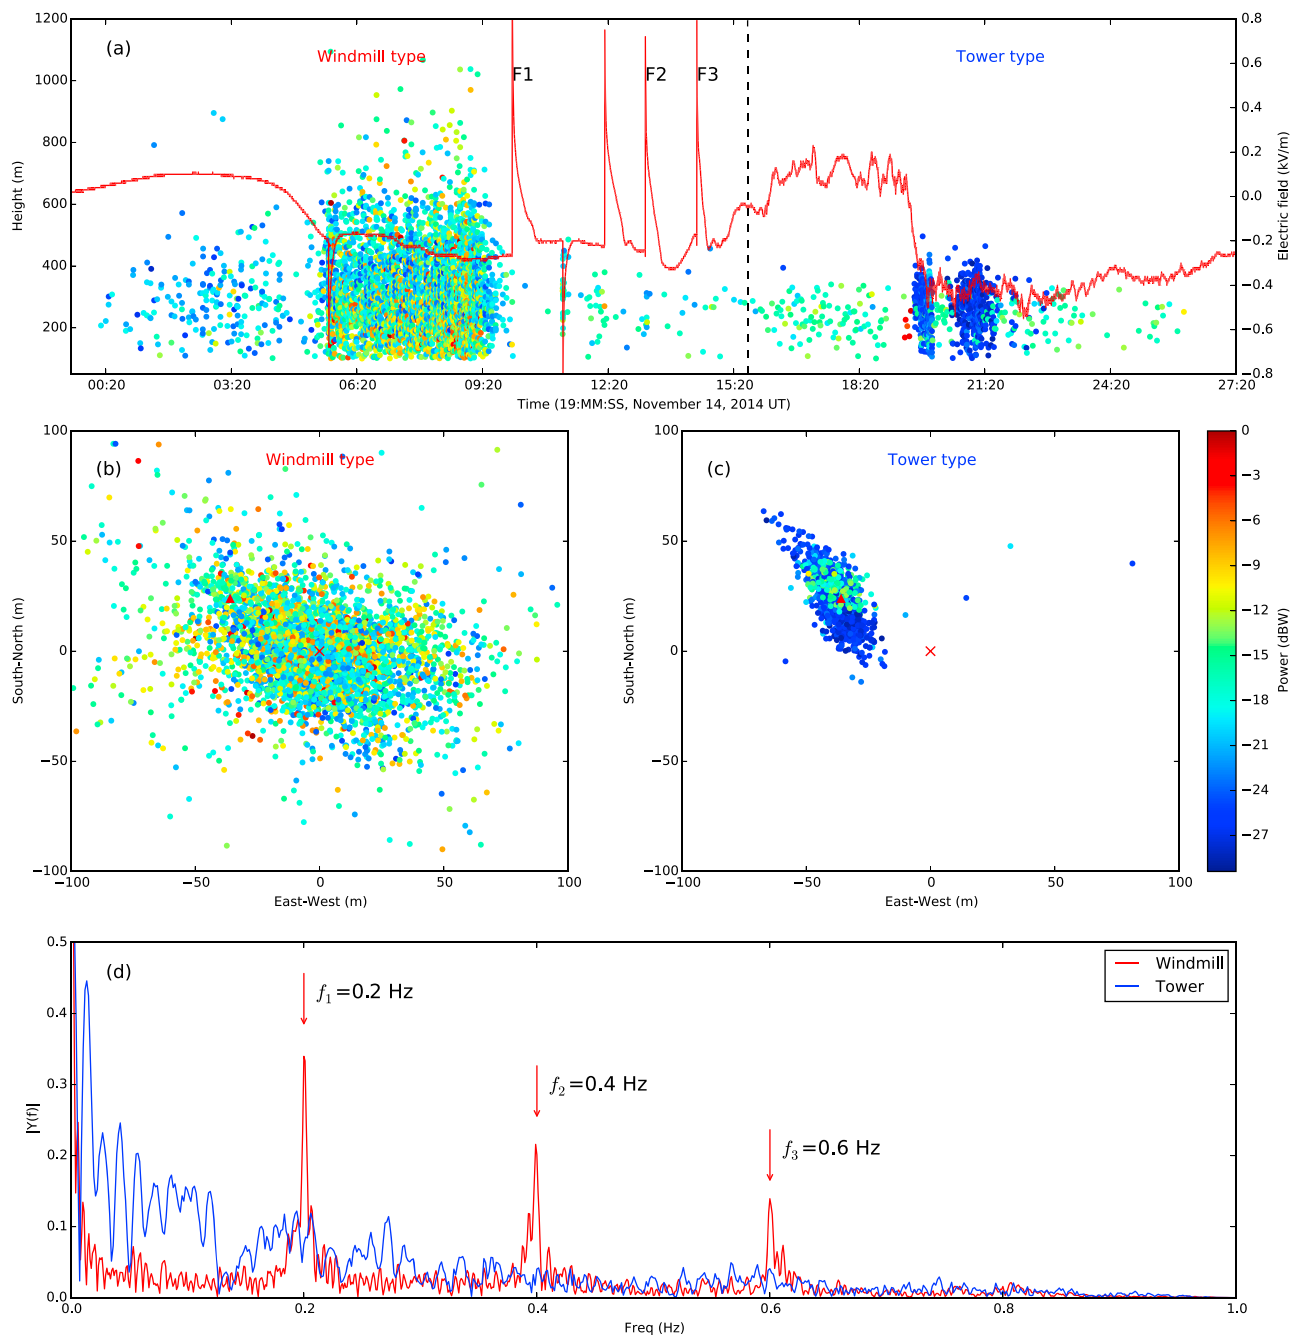 1200
1000
800
600
400
200
Height (m)
(a)
Windmill type
F1
F2
F3
Tower type
0.8
0.6
0.4
0.2
0.0
−0.2
−0.4
−0.6
−0.8
Electric field (kV/m)
00:20 03:20 06:20 09:20 12:20 15:20 18:20 21:20 24:20 27:20
Time (19:MM:SS, November 14, 2014 UT)
100
50
0
−50
−100
South-North (m)
(b)
Windmill type
−100 −50 0 50 100
East-West (m)
100
50
0
−50
−100
South-North (m)
(c)
Tower type
−100 −50 0 50 100
East-West (m)
0
−3
−6
−9
−12
−15
−18
−21
−24
−27
Power (dBW)
0.5
0.4
0.3
0.2
0.1
0.0
|Y(f)|
(d)
f₁=0.2 Hz
f₂=0.4 Hz
f₃=0.6 Hz
Windmill
Tower
0.0 0.2 0.4 0.6 0.8 1.0
Freq (Hz)